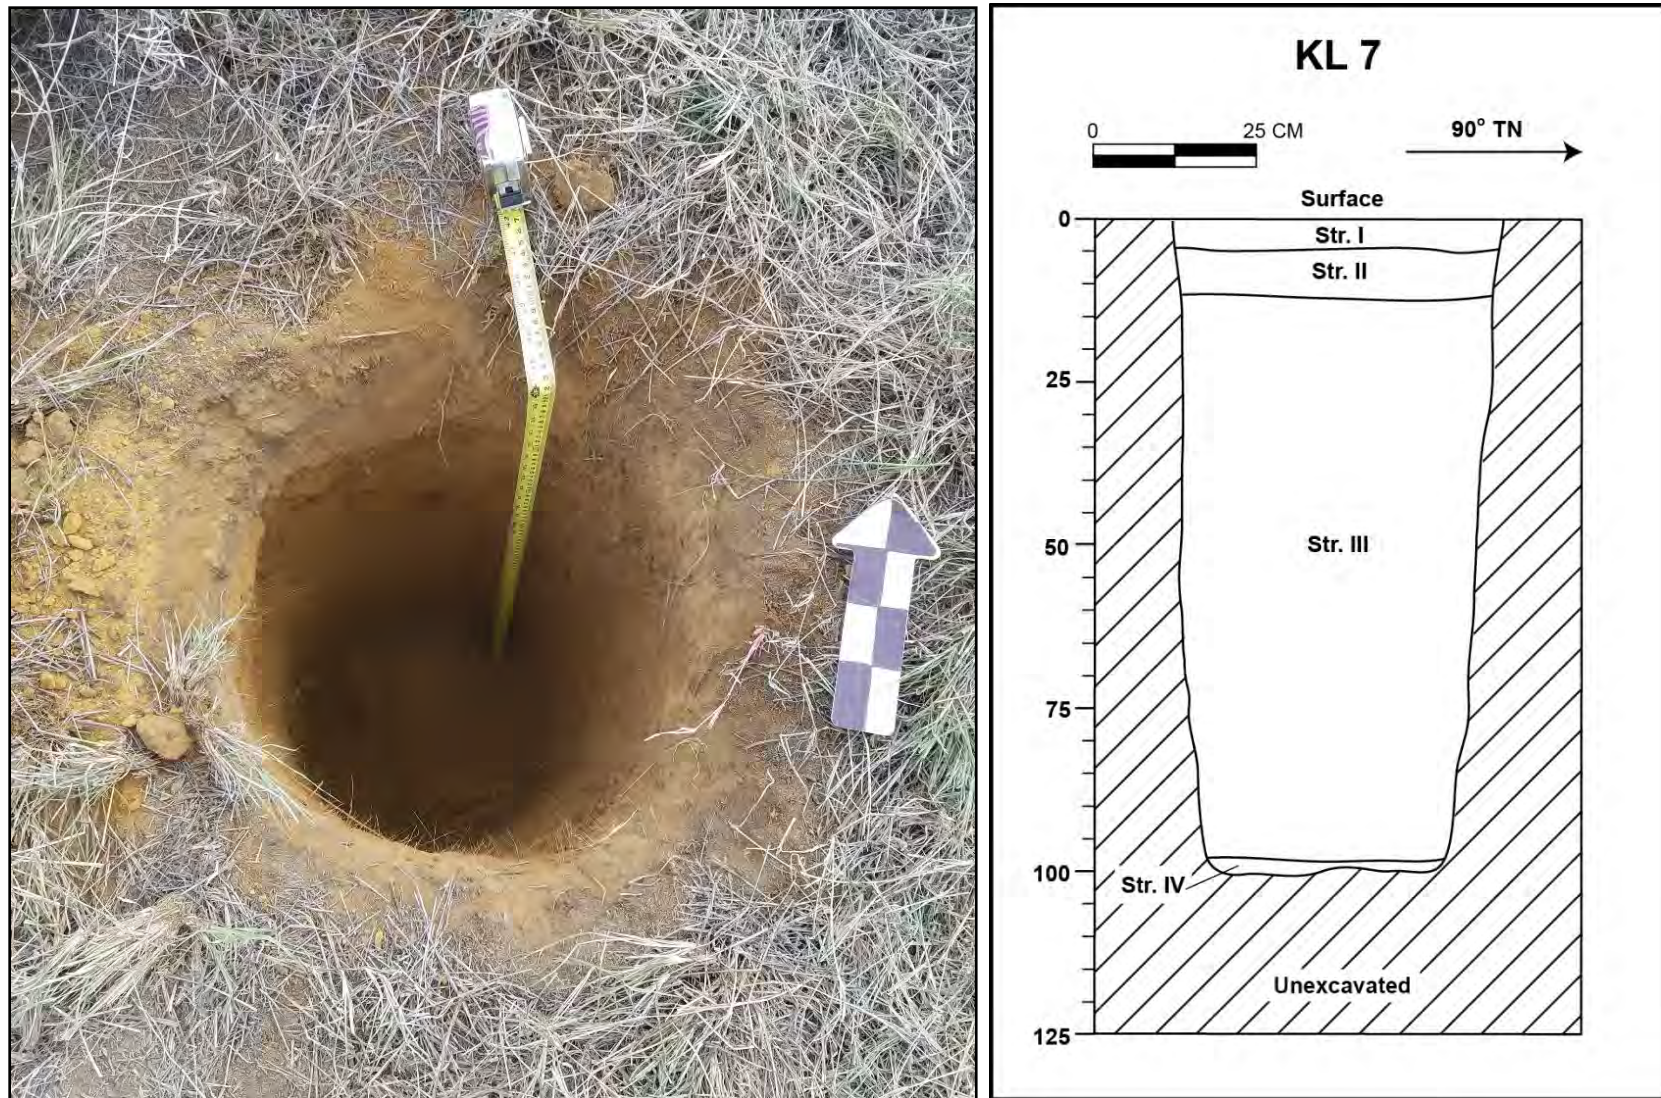 KL 7
0 25 CM
90° TN
Surface
0
Str. I
Str. II
25
50
Str. III
75
100
Str. IV
Unexcavated
125